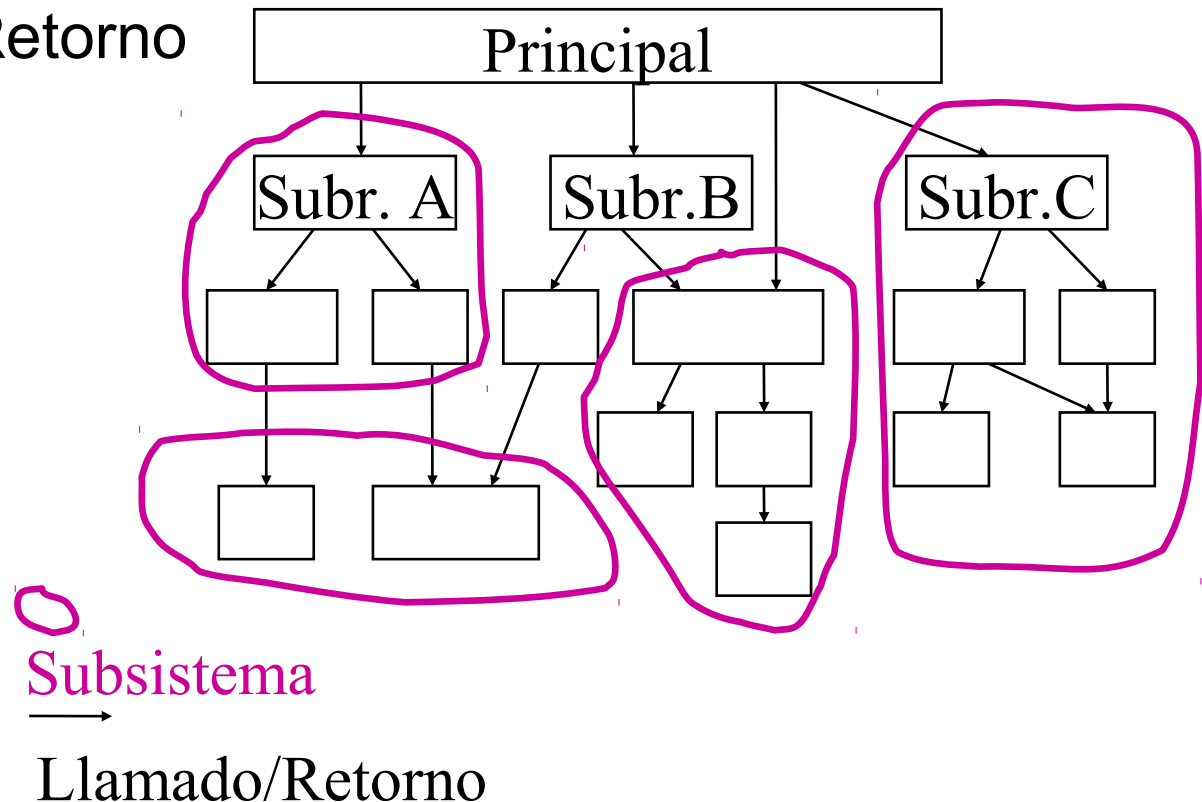 Retorno
Principal
Subr. A
Subr.B
Subr.C
Subsistema
Llamado/Retorno